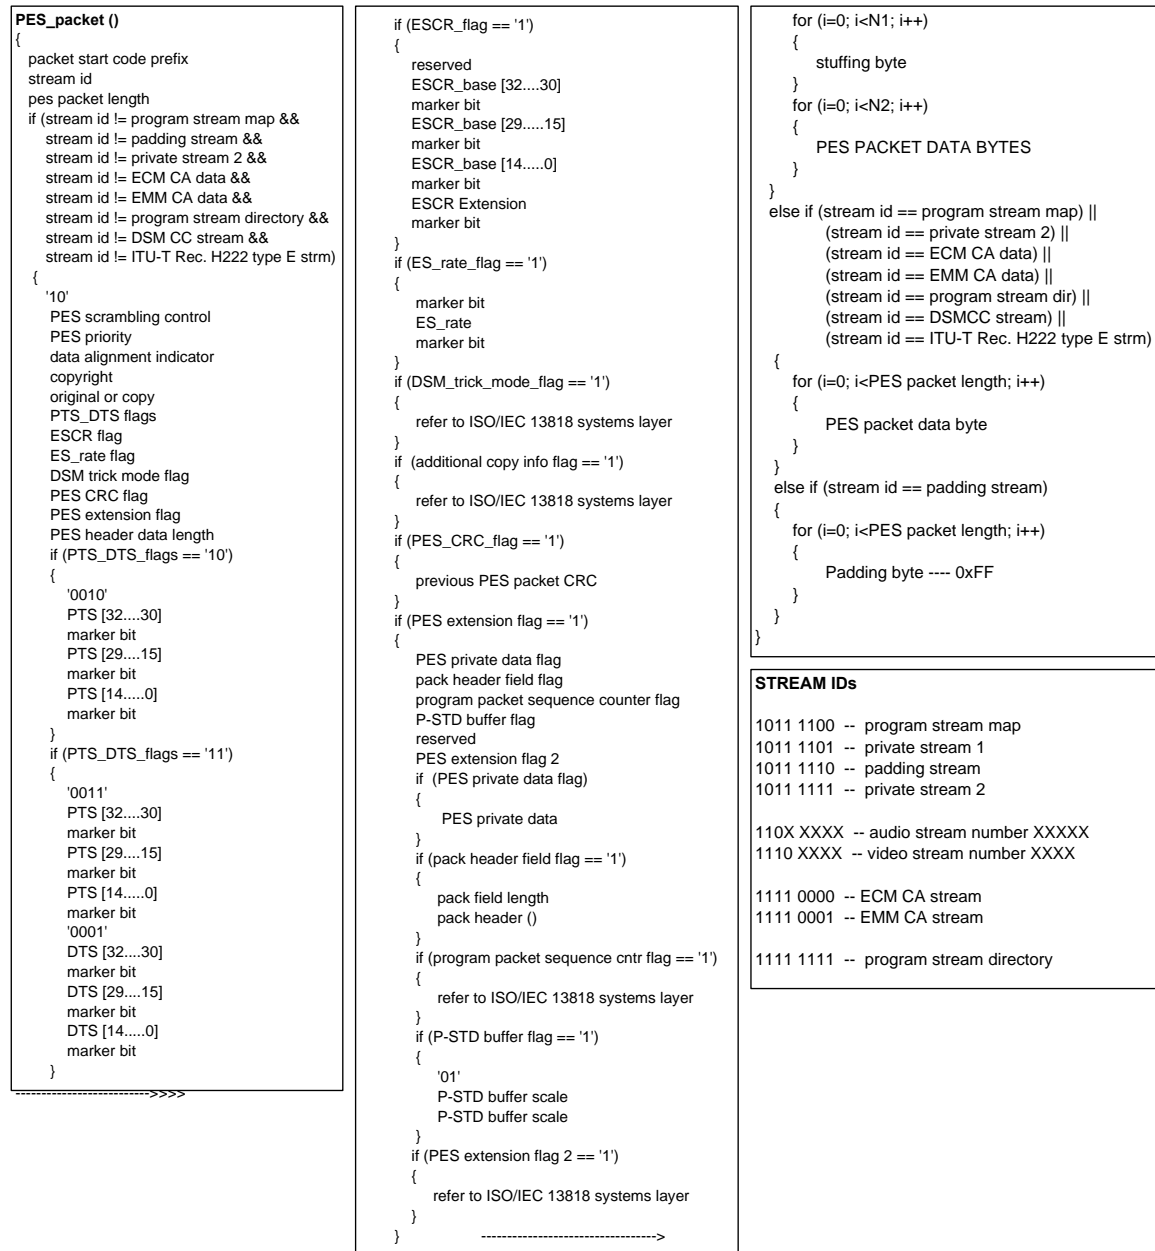 PES_packet ()
{
packet start code prefix
stream id
pes packet length
if (stream id != program stream map &&
stream id != padding stream &&
stream id != private stream 2 &&
stream id != ECM CA data &&
stream id != EMM CA data &&
stream id != program stream directory &&
stream id != DSM CC stream &&
stream id != ITU-T Rec. H222 type E strm)
{
'10'
PES scrambling control
PES priority
data alignment indicator
copyright
original or copy
PTS_DTS flags
ESCR flag
ES_rate flag
DSM trick mode flag
PES CRC flag
PES extension flag
PES header data length
if (PTS_DTS_flags == '10')
{
'0010'
PTS [32....30]
marker bit
PTS [29....15]
marker bit
PTS [14.....0]
marker bit
}
if (PTS_DTS_flags == '11')
{
'0011'
PTS [32....30]
marker bit
PTS [29....15]
marker bit
PTS [14.....0]
marker bit
'0001'
DTS [32....30]
marker bit
DTS [29....15]
marker bit
DTS [14.....0]
marker bit
}
-------------------------->>>>
if (ESCR_flag == '1')
{
reserved
ESCR_base [32....30]
marker bit
ESCR_base [29.....15]
marker bit
ESCR_base [14.....0]
marker bit
ESCR Extension
marker bit
}
if (ES_rate_flag == '1')
{
marker bit
ES_rate
marker bit
}
if (DSM_trick_mode_flag == '1')
{
refer to ISO/IEC 13818 systems layer
}
if (additional copy info flag == '1')
{
refer to ISO/IEC 13818 systems layer
}
if (PES_CRC_flag == '1')
{
previous PES packet CRC
}
if (PES extension flag == '1')
{
PES private data flag
pack header field flag
program packet sequence counter flag
P-STD buffer flag
reserved
PES extension flag 2
if (PES private data flag)
{
PES private data
}
if (pack header field flag == '1')
{
pack field length
pack header ()
}
if (program packet sequence cntr flag == '1')
{
refer to ISO/IEC 13818 systems layer
}
if (P-STD buffer flag == '1')
{
'01'
P-STD buffer scale
P-STD buffer scale
}
if (PES extension flag 2 == '1')
{
refer to ISO/IEC 13818 systems layer
}
} ---------------------------------->
for (i=0; i<N1; i++)
{
stuffing byte
}
for (i=0; i<N2; i++)
{
PES PACKET DATA BYTES
}
}
else if (stream id == program stream map) ||
(stream id == private stream 2) ||
(stream id == ECM CA data) ||
(stream id == EMM CA data) ||
(stream id == program stream dir) ||
(stream id == DSMCC stream) ||
(stream id == ITU-T Rec. H222 type E strm)
{
for (i=0; i<PES packet length; i++)
{
PES packet data byte
}
}
else if (stream id == padding stream)
{
for (i=0; i<PES packet length; i++)
{
Padding byte ---- 0xFF
}
}
}
STREAM IDs
1011 1100 -- program stream map
1011 1101 -- private stream 1
1011 1110 -- padding stream
1011 1111 -- private stream 2
110X XXXX -- audio stream number XXXXX
1110 XXXX -- video stream number XXXX
1111 0000 -- ECM CA stream
1111 0001 -- EMM CA stream
1111 1111 -- program stream directory